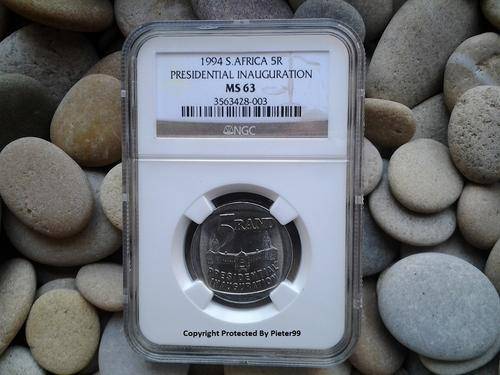 1994 S.AFRICA 5R
PRESIDENTIAL INAUGURATION
MS 63
3563428-003
NGC
5 RAND
PRESIDENTIAL
INAUGURATION
Copyright Protected By Pieter99